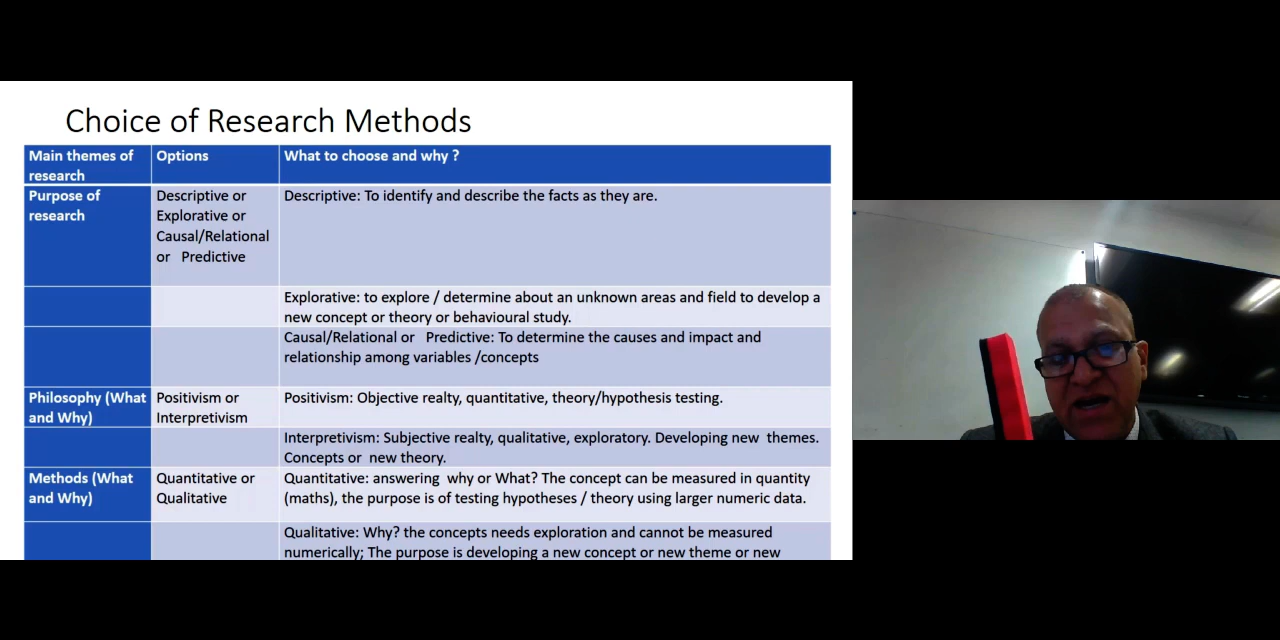 Choice of Research Methods
Main themes of research
Options
What to choose and why ?
Purpose of research
Descriptive or
Explorative or
Causal/Relational
or Predictive
Descriptive: To identify and describe the facts as they are.
Explorative: to explore / determine about an unknown areas and field to develop a
new concept or theory or behavioural study.
Causal/Relational or Predictive: To determine the causes and impact and
relationship among variables /concepts
Philosophy (What
and Why)
Positivism or
Interpretivism
Positivism: Objective realty, quantitative, theory/hypothesis testing.
Interpretivism: Subjective realty, qualitative, exploratory. Developing new themes.
Concepts or new theory.
Methods (What
and Why)
Quantitative or
Qualitative
Quantitative: answering why or What? The concept can be measured in quantity
(maths), the purpose is of testing hypotheses / theory using larger numeric data.
Qualitative: Why? the concepts needs exploration and cannot be measured
numerically; The purpose is developing a new concept or new theme or new